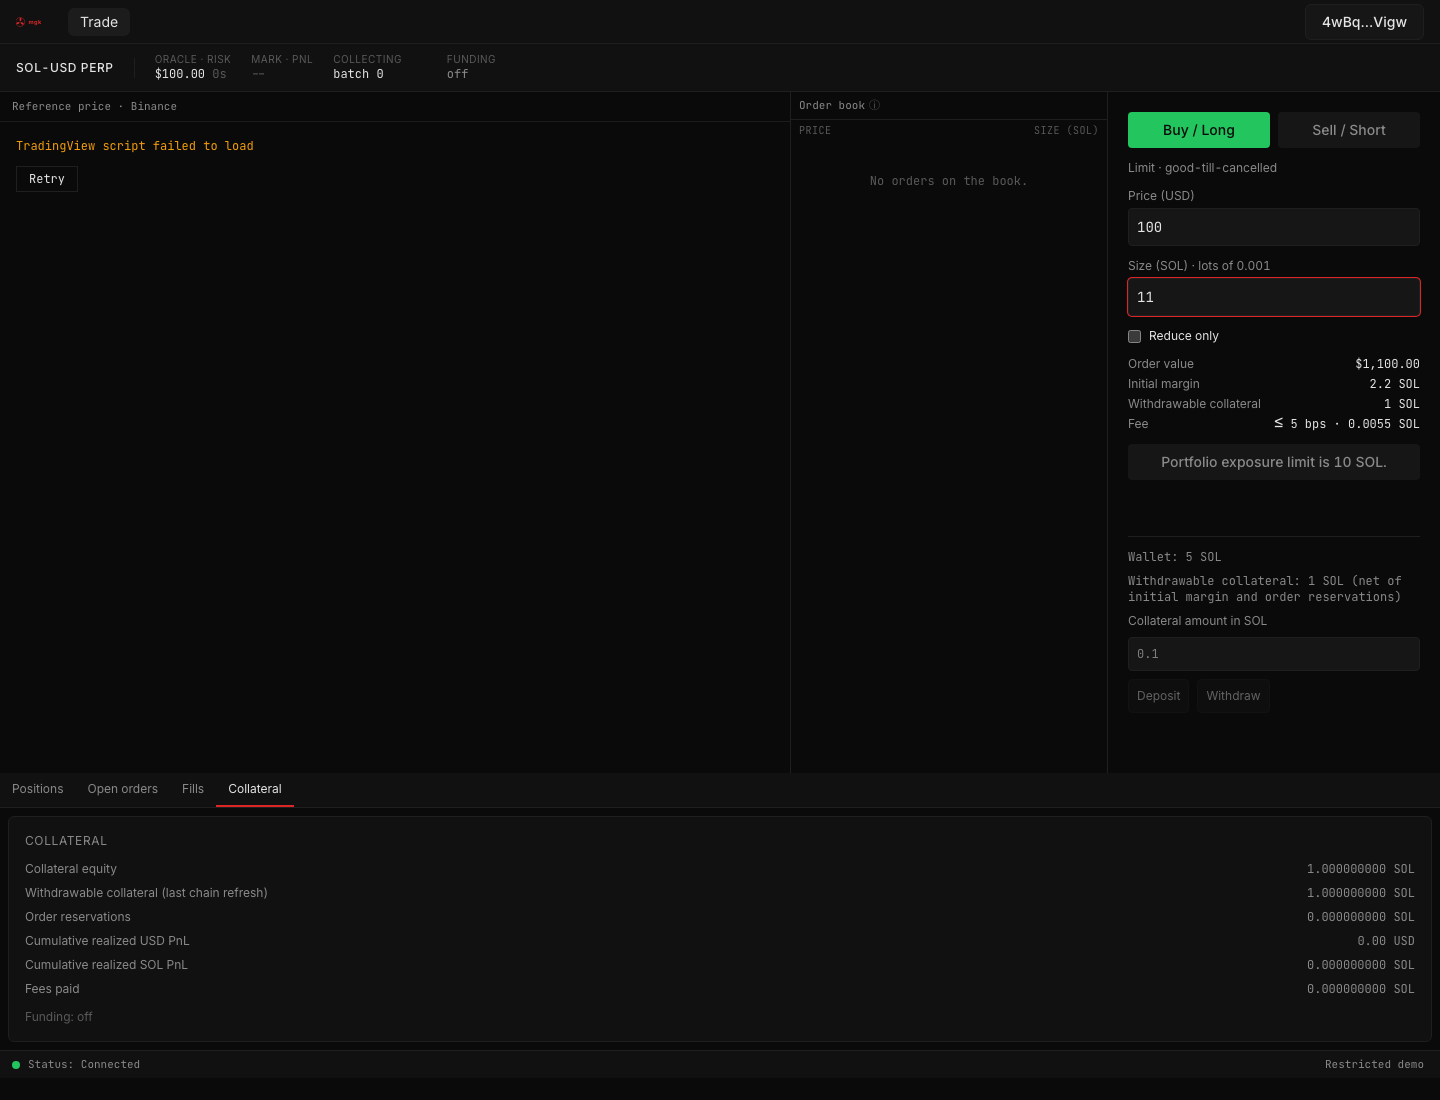 Trade
4wBq...Vigw
SOL-USD PERP
ORACLE · RISK
$100.00 0s
MARK · PNL
--
COLLECTING
batch 0
FUNDING
off
Reference price · Binance
TradingView script failed to load
Retry
Order book ⓘ
PRICE
SIZE (SOL)
No orders on the book.
Buy / Long
Sell / Short
Limit · good-till-cancelled
Price (USD)
100
Size (SOL) · lots of 0.001
11
Reduce only
Order value $1,100.00
Initial margin 2.2 SOL
Withdrawable collateral 1 SOL
Fee ≤ 5 bps · 0.0055 SOL
Portfolio exposure limit is 10 SOL.
Wallet: 5 SOL
Withdrawable collateral: 1 SOL (net of
initial margin and order reservations)
Collateral amount in SOL
0.1
Deposit
Withdraw
Positions
Open orders
Fills
Collateral
COLLATERAL
Collateral equity 1.000000000 SOL
Withdrawable collateral (last chain refresh) 1.000000000 SOL
Order reservations 0.000000000 SOL
Cumulative realized USD PnL 0.00 USD
Cumulative realized SOL PnL 0.000000000 SOL
Fees paid 0.000000000 SOL
Funding: off
Status: Connected
Restricted demo